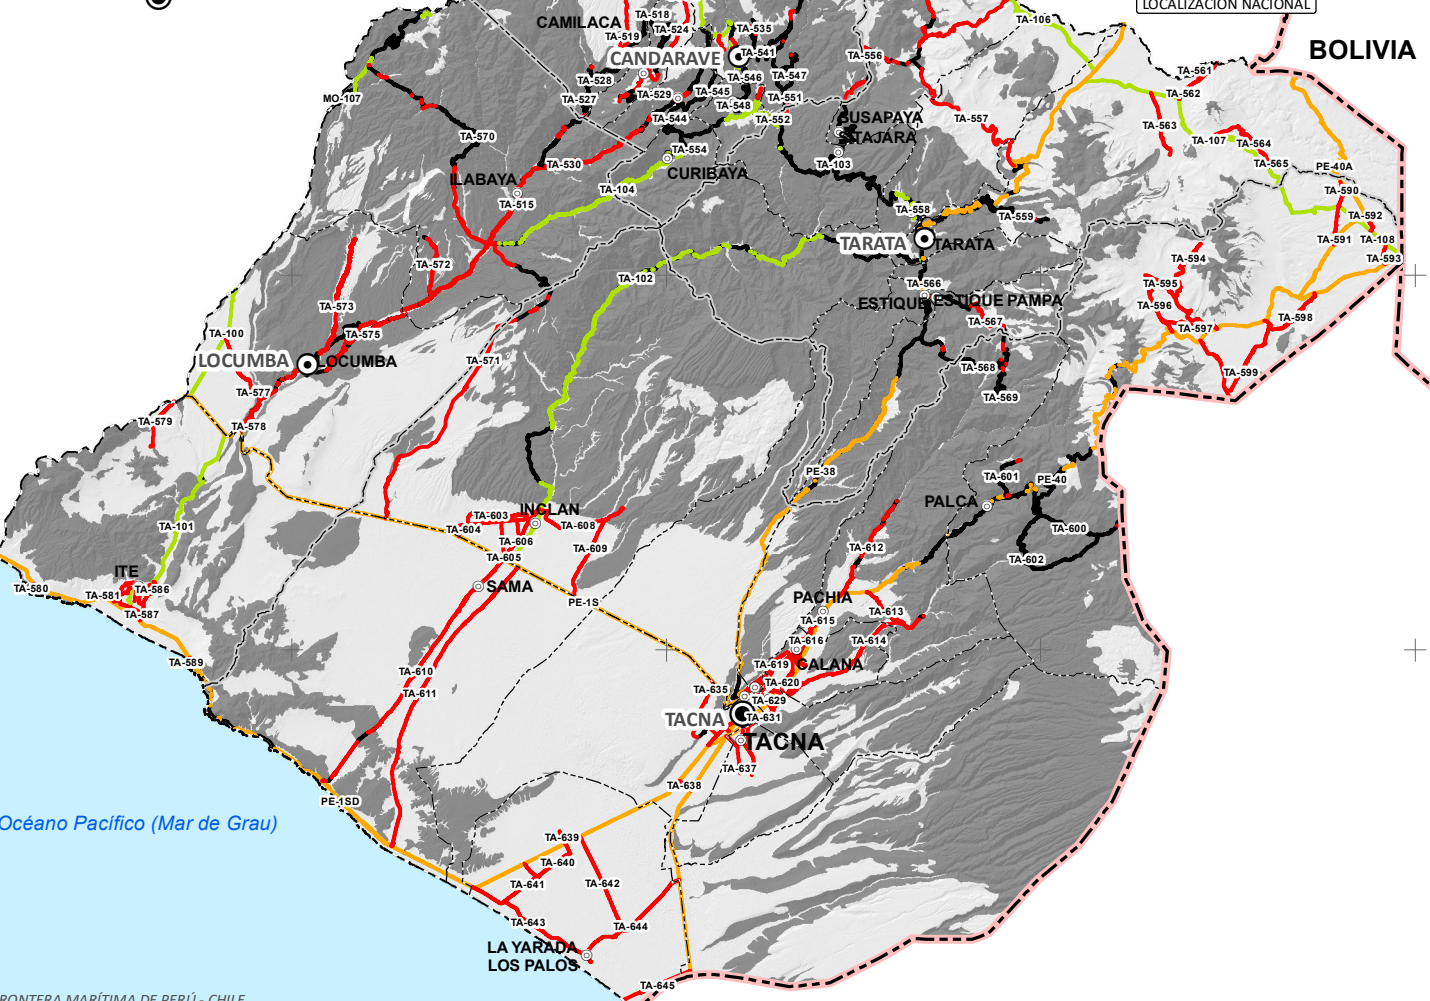 LOCALIZACIÓN NACIONAL
BOLIVIA
CAMILACA
TA-518
TA-519
TA-524
TA-535
TA-541
CANDARAVE
TA-106
TA-556
TA-561
TA-562
TA-528
TA-527
TA-529
TA-546
TA-545
TA-547
TA-548
TA-551
TA-552
TA-544
MO-107
TA-570
SUSAPAYA
SITAJARA
TA-557
TA-563
TA-107
TA-564
TA-565
TA-554
CURIBAYA
TA-103
TA-530
ILABAYA
TA-515
TA-104
PE-40A
TA-590
TA-592
TA-591
TA-108
TA-593
TA-558
TA-559
TARATA
TARATA
TA-572
TA-102
TA-594
TA-595
TA-596
TA-597
TA-598
TA-599
TA-566
ESTIQUE
ESTIQUE PAMPA
TA-567
TA-568
TA-569
TA-573
TA-575
TA-100
LOCUMBA
LOCUMBA
TA-571
TA-577
TA-578
TA-579
PE-38
TA-601
PE-40
PALCA
TA-600
TA-602
TA-101
TA-603
TA-604
INCLAN
TA-608
TA-606
TA-605
TA-609
TA-612
SAMA
PE-1S
ITE
TA-580
TA-581
TA-586
TA-587
PACHIA
TA-615
TA-613
TA-616
TA-614
TA-589
TA-610
TA-611
TA-619
CALANA
TA-620
TA-635
TA-629
TA-631
TACNA
TACNA
TA-637
TA-638
PE-1SD
Océano Pacífico (Mar de Grau)
TA-639
TA-640
TA-641
TA-642
TA-643
TA-644
LA YARADA
LOS PALOS
TA-645
FRONTERA MARÍTIMA DE PERÚ - CHILE